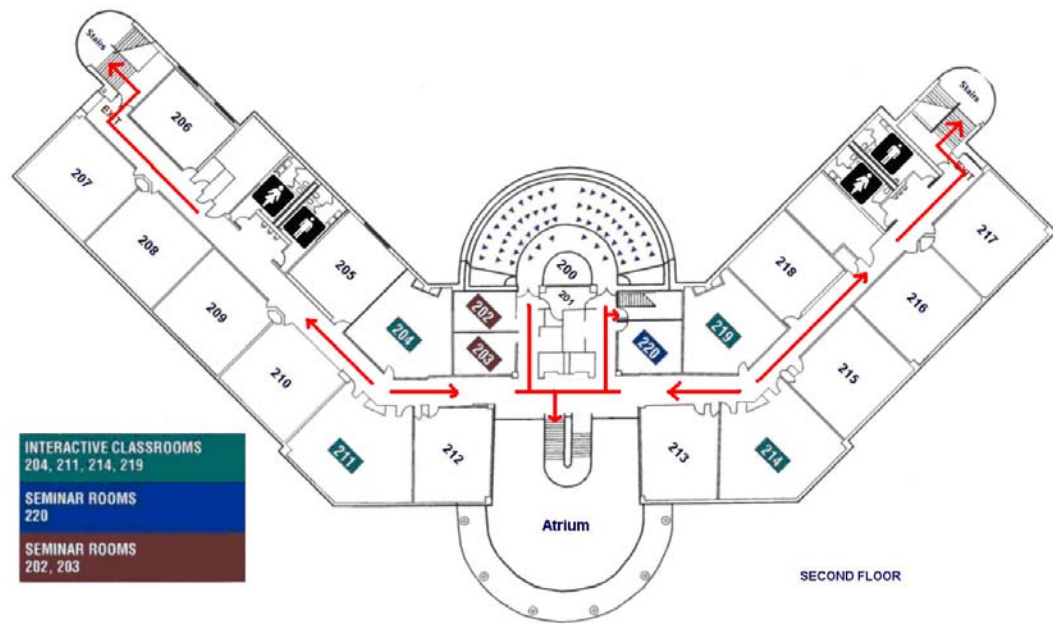 Stairs
EXIT
206
207
208
209
210
205
204
202
203
200
201
220
219
218
217
216
215
214
213
212
211
Stairs
EXIT
INTERACTIVE CLASSROOMS
204, 211, 214, 219
SEMINAR ROOMS
220
SEMINAR ROOMS
202, 203
Atrium
SECOND FLOOR